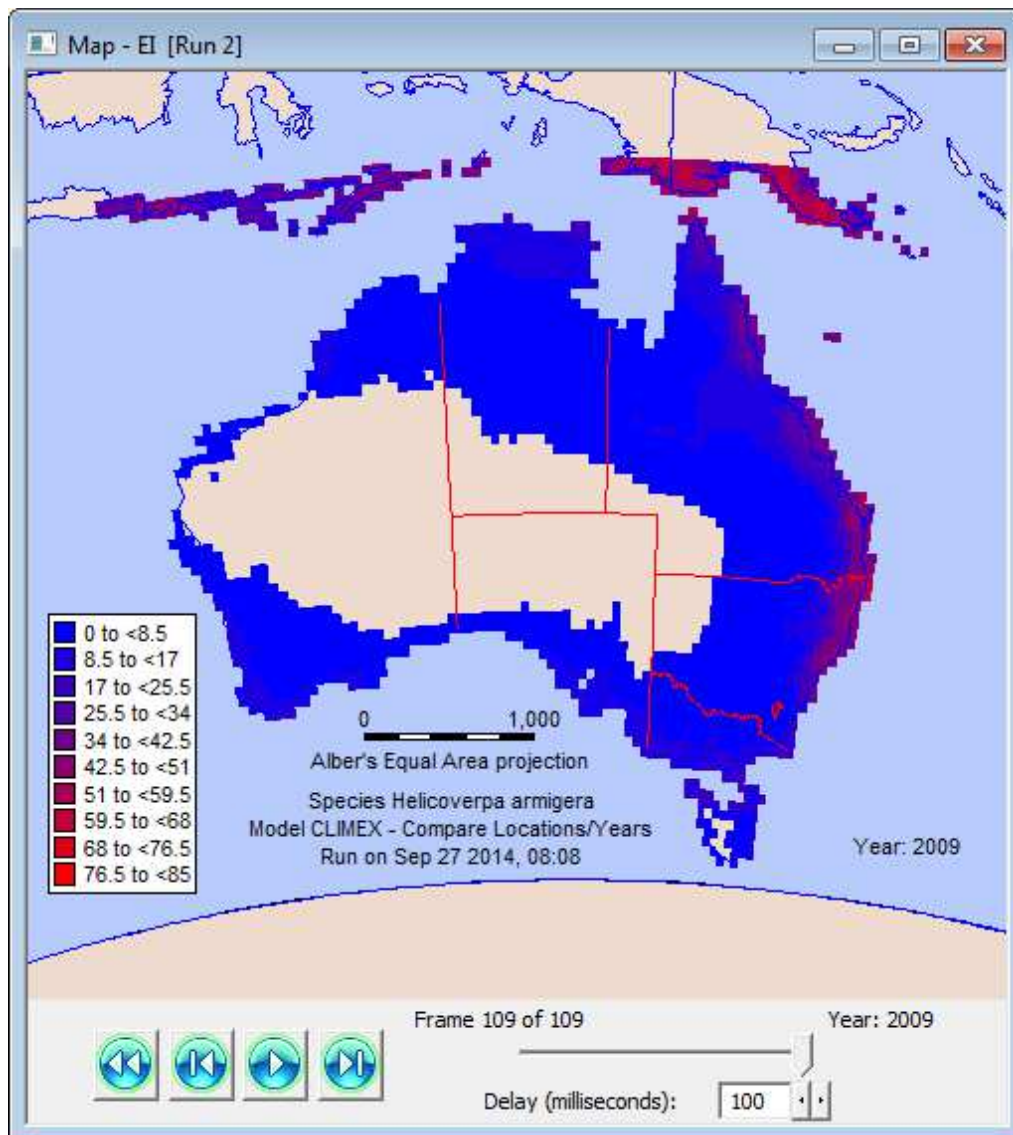 Map - EI [Run 2]
0 to <8.5
8.5 to <17
17 to <25.5
25.5 to <34
34 to <42.5
42.5 to <51
51 to <59.5
59.5 to <68
68 to <76.5
76.5 to <85
0 1,000
Alber's Equal Area projection
Species Helicoverpa armigera
Model CLIMEX - Compare Locations/Years
Run on Sep 27 2014, 08:08
Year: 2009
Frame 109 of 109 Year: 2009
Delay (milliseconds): 100